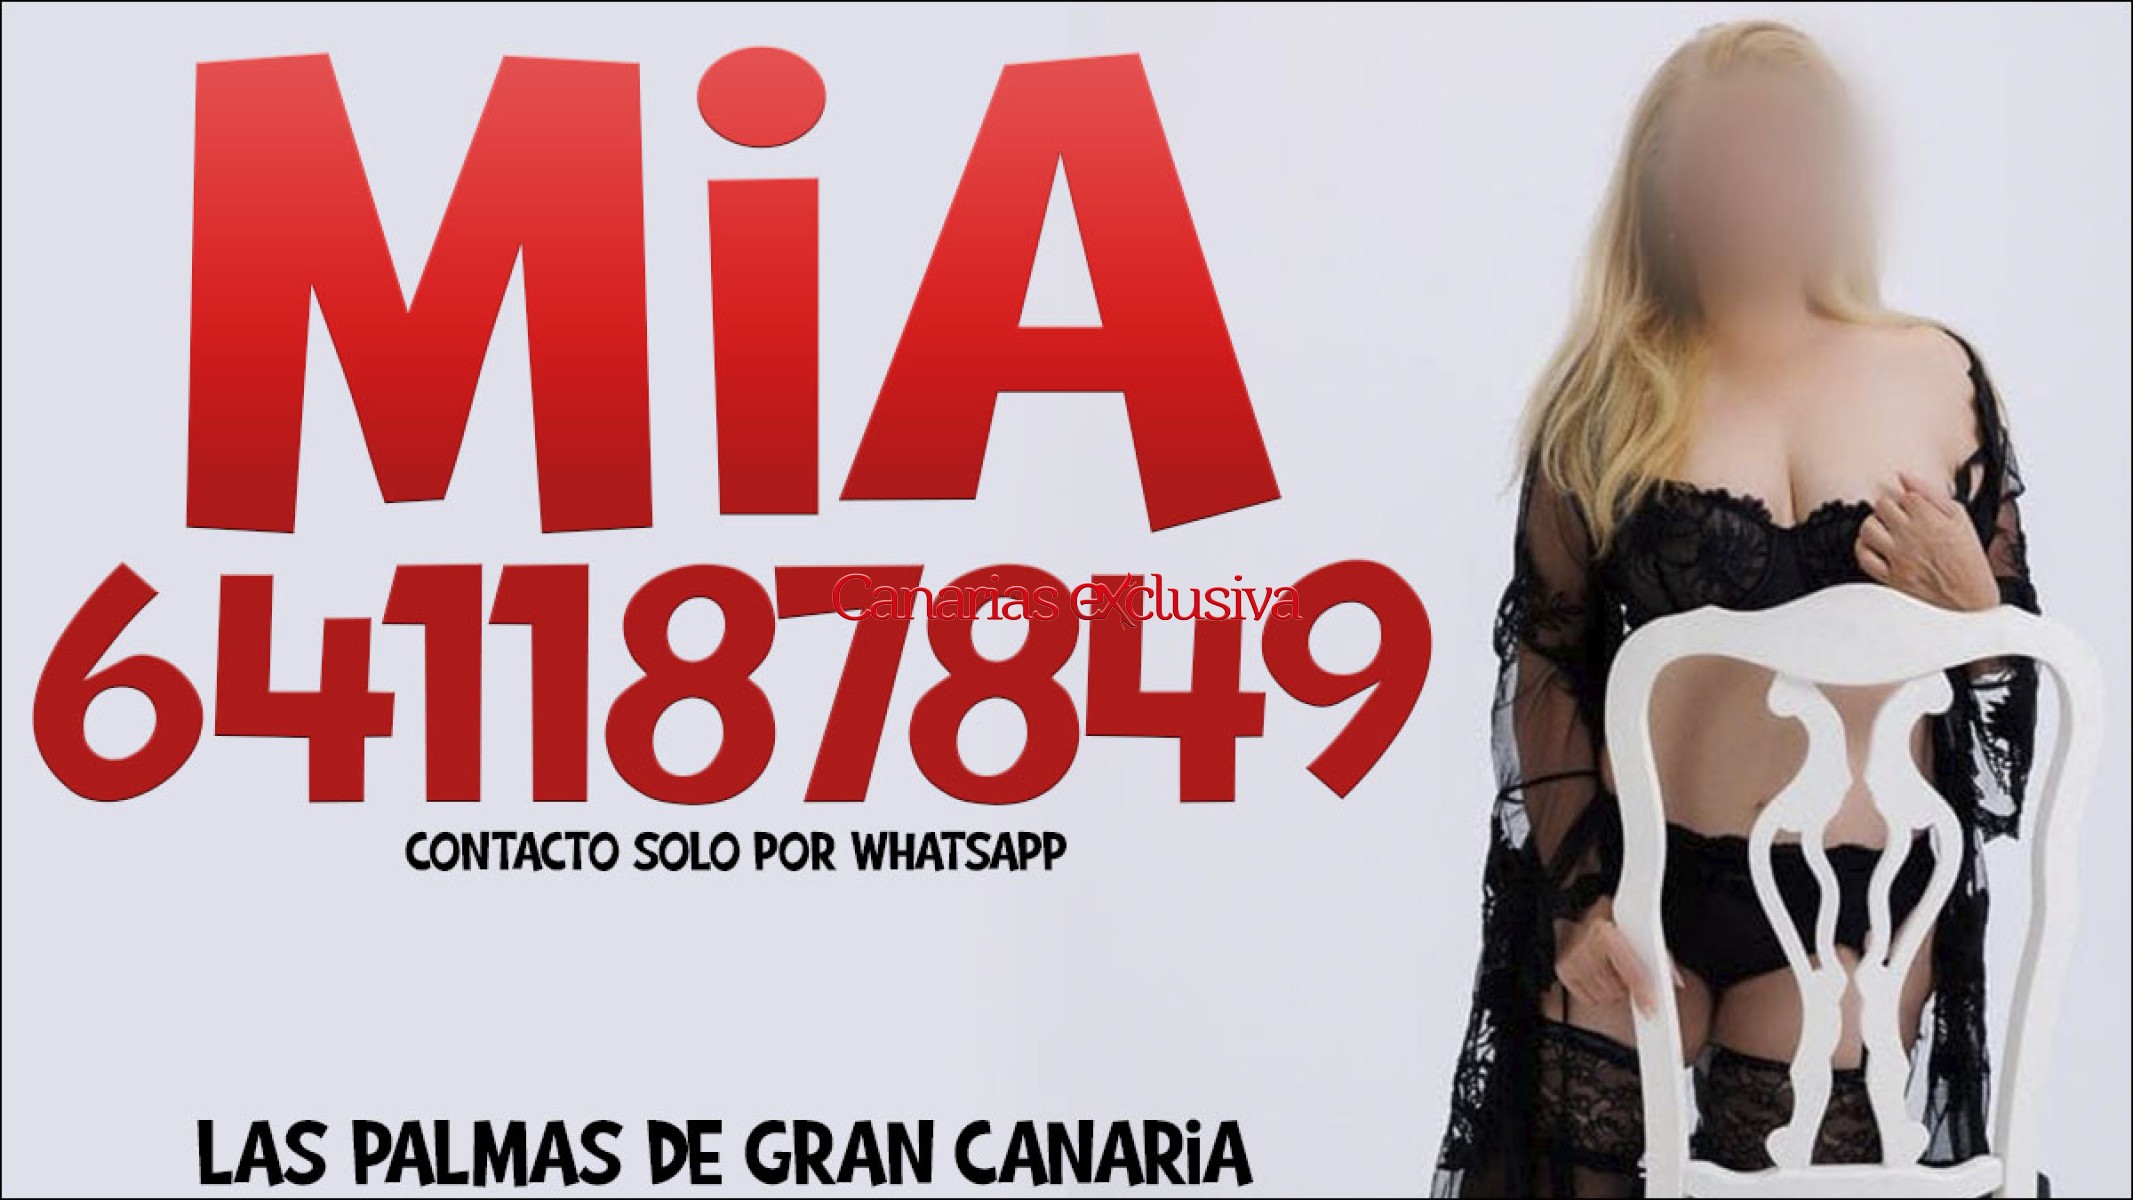 MiA
641187849
Canarias exclusiva
CONTACTO SOLO POR WHATSAPP
LAS PALMAS DE GRAN CANARiA